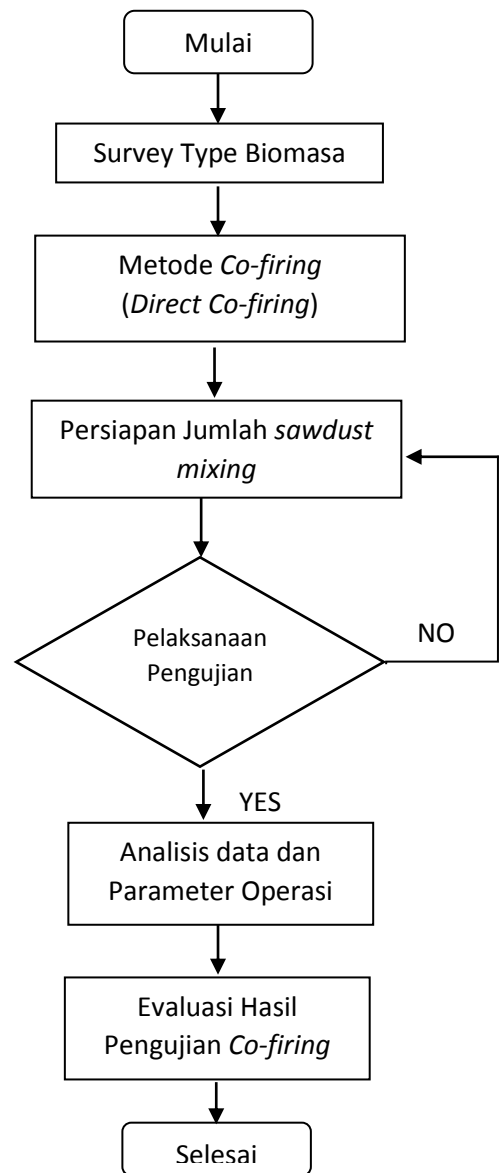 Mulai
Survey Type Biomasa
Metode Co-firing
(Direct Co-firing)
Persiapan Jumlah sawdust
mixing
Pelaksanaan
Pengujian
NO
YES
Analisis data dan
Parameter Operasi
Evaluasi Hasil
Pengujian Co-firing
Selesai